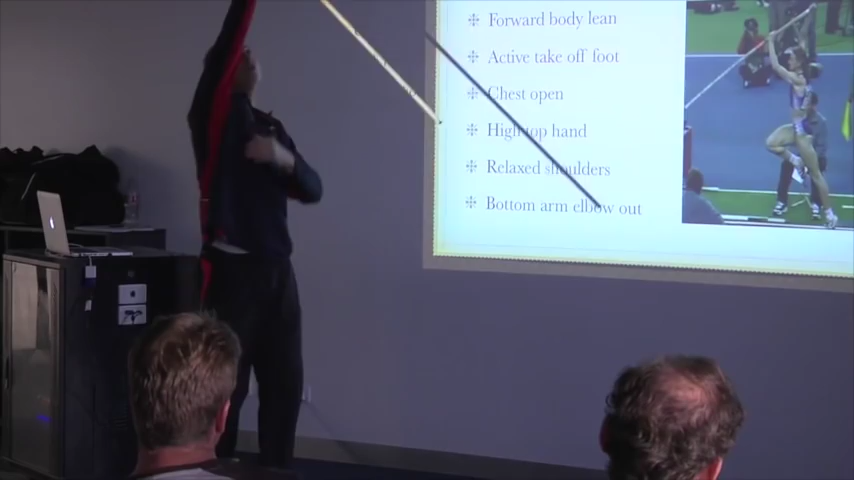 Forward body lean
Active take off foot
Chest open
High top hand
Relaxed shoulders
Bottom arm elbow out